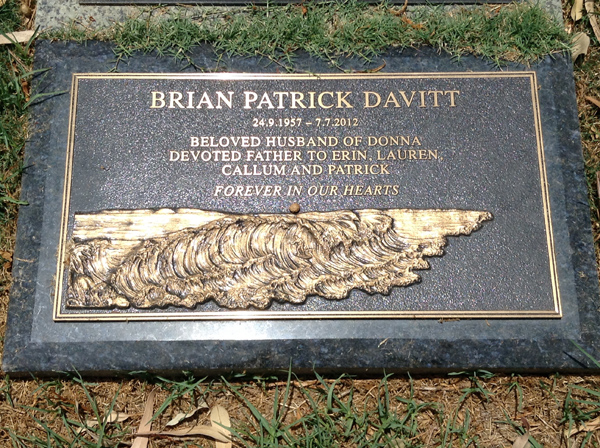 BRIAN PATRICK DAVITT
24.9.1957 – 7.7.2012
BELOVED HUSBAND OF DONNA
DEVOTED FATHER TO ERIN, LAUREN,
CALLUM AND PATRICK
FOREVER IN OUR HEARTS